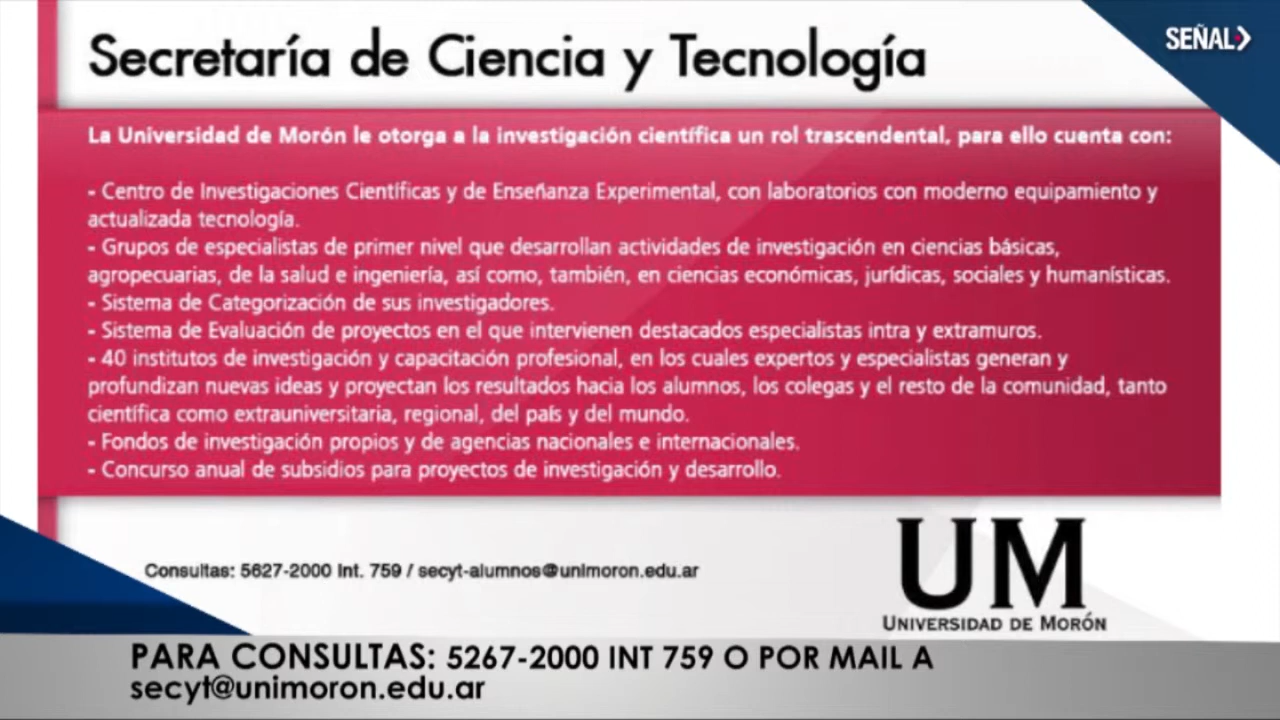 Secretaría de Ciencia y Tecnología
SEÑAL
La Universidad de Morón le otorga a la investigación científica un rol trascendental, para ello cuenta con:
- Centro de Investigaciones Científicas y de Enseñanza Experimental, con laboratorios con moderno equipamiento y
actualizada tecnología.
- Grupos de especialistas de primer nivel que desarrollan actividades de investigación en ciencias básicas,
agropecuarias, de la salud e ingeniería, así como, también, en ciencias económicas, jurídicas, sociales y humanísticas.
- Sistema de Categorización de sus investigadores.
- Sistema de Evaluación de proyectos en el que intervienen destacados especialistas intra y extramuros.
- 40 institutos de investigación y capacitación profesional, en los cuales expertos y especialistas generan y
profundizan nuevas ideas y proyectan los resultados hacia los alumnos, los colegas y el resto de la comunidad, tanto
científica como extrauniversitaria, regional, del país y del mundo.
- Fondos de investigación propios y de agencias nacionales e internacionales.
- Concurso anual de subsidios para proyectos de investigación y desarrollo.
Consultas: 5627-2000 Int. 759 / secyt-alumnos@unimoron.edu.ar
UM
UNIVERSIDAD DE MORÓN
PARA CONSULTAS: 5267-2000 INT 759 O POR MAIL A
secyt@unimoron.edu.ar